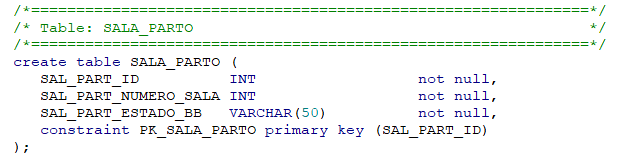 /*==============================================================*/
/* Table: SALA_PARTO                                            */
/*==============================================================*/
create table SALA_PARTO (
   SAL_PART_ID          INT                  not null,
   SAL_PART_NUMERO_SALA INT                  not null,
   SAL_PART_ESTADO_BB   VARCHAR(50)          not null,
   constraint PK_SALA_PARTO primary key (SAL_PART_ID)
);